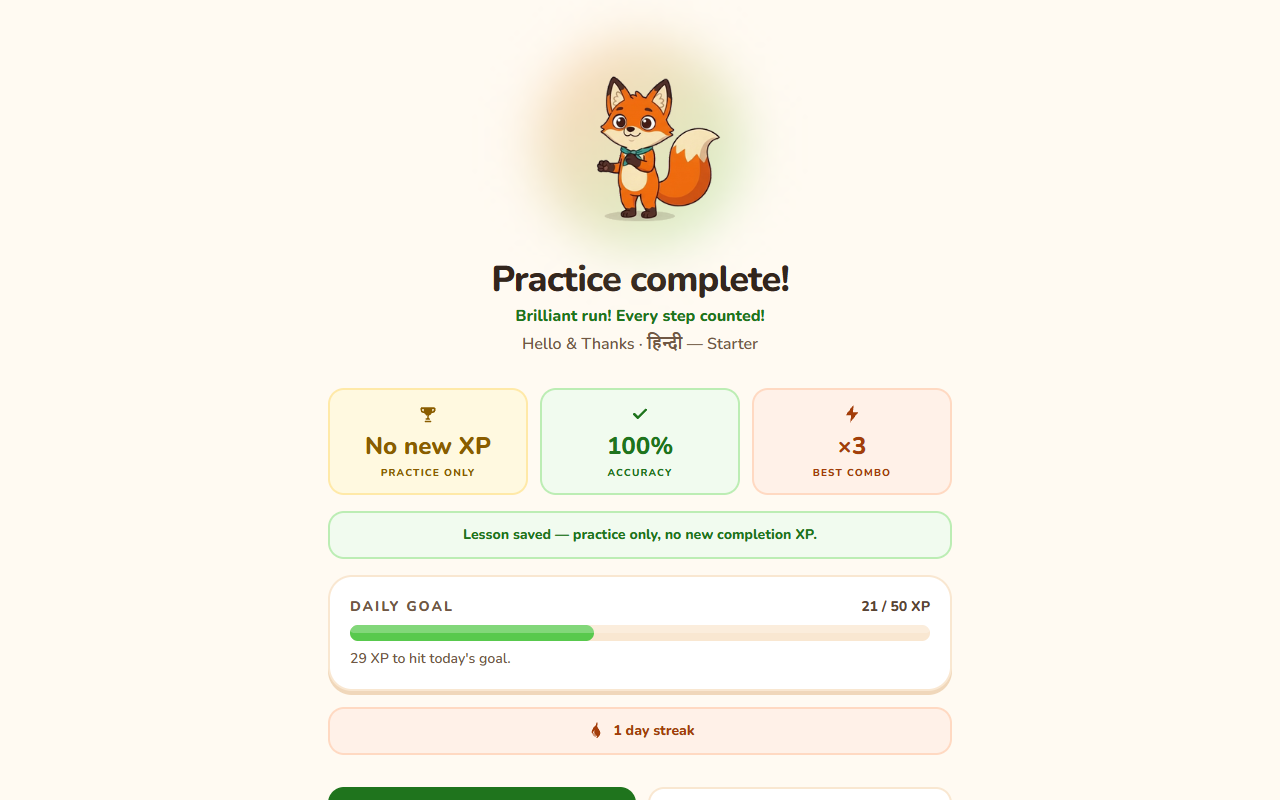 Practice complete!
Brilliant run! Every step counted!
Hello & Thanks · हिन्दी — Starter
No new XP
PRACTICE ONLY
100%
ACCURACY
×3
BEST COMBO
Lesson saved — practice only, no new completion XP.
DAILY GOAL
21 / 50 XP
29 XP to hit today's goal.
1 day streak